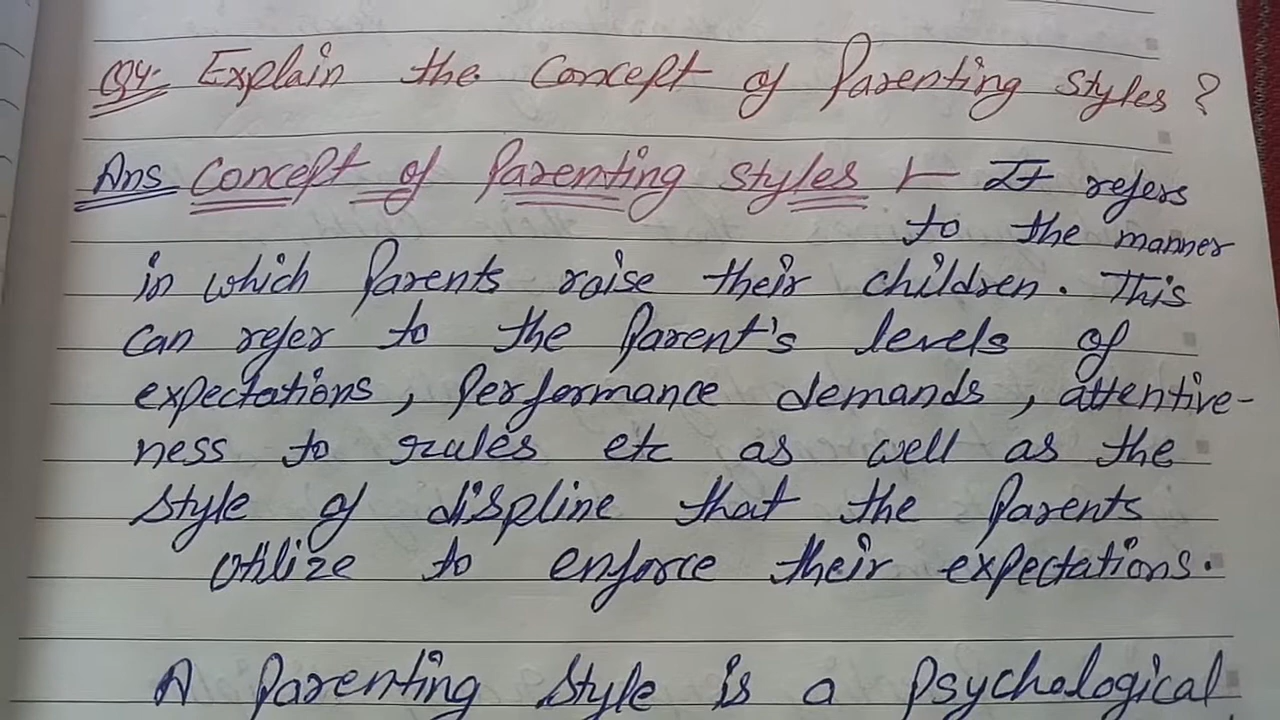 Q4. Explain the Concept of Parenting Styles ?
Ans Concept of Parenting Styles :- It refers
to the manner
in which Parents raise their children. This
can refer to the Parent's levels of
expectations, Performance demands, attentive-
ness to rules etc as well as the
style of displine that the Parents
utilize to enforce their expectations.
A Parenting Style is a Psychological